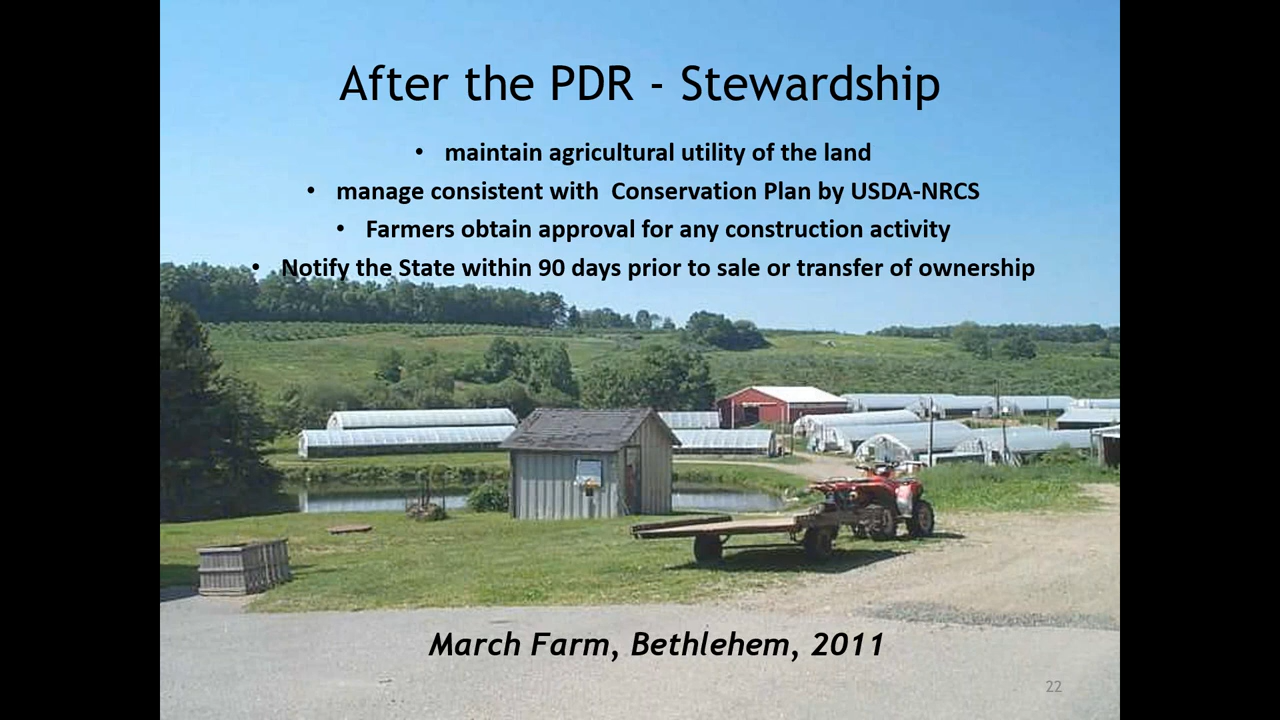 After the PDR - Stewardship
• maintain agricultural utility of the land
• manage consistent with  Conservation Plan by USDA-NRCS
• Farmers obtain approval for any construction activity
• Notify the State within 90 days prior to sale or transfer of ownership
March Farm, Bethlehem, 2011
22